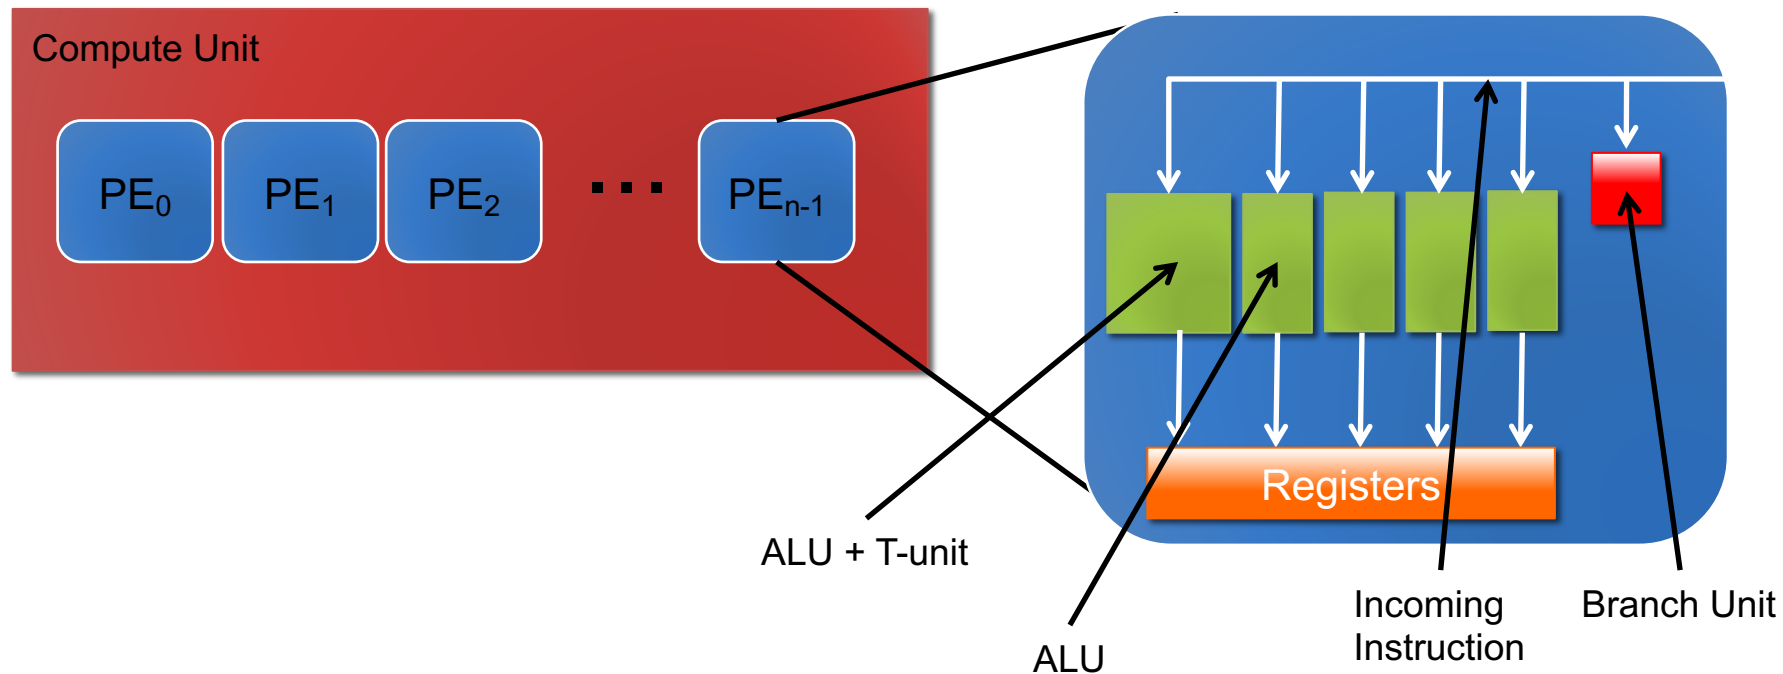 Compute Unit
PE0
PE1
PE2
...
PEn-1
Registers
ALU + T-unit
ALU
Incoming
Instruction
Branch Unit